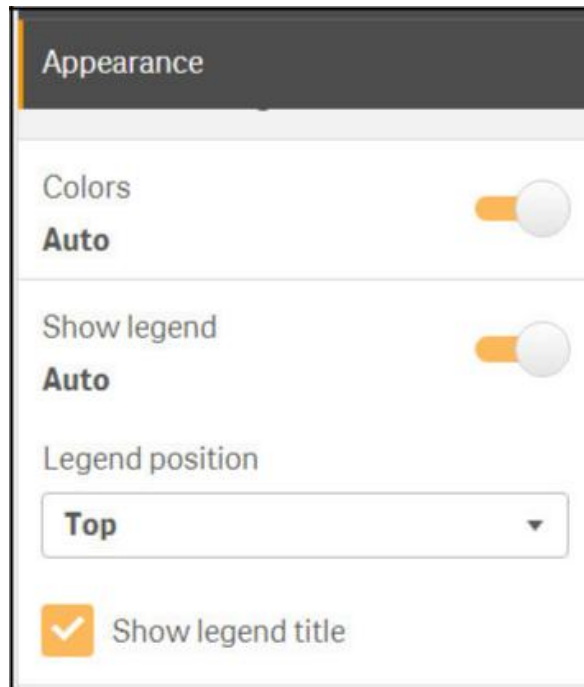 Appearance
Colors
Auto
Show legend
Auto
Legend position
Top
Show legend title